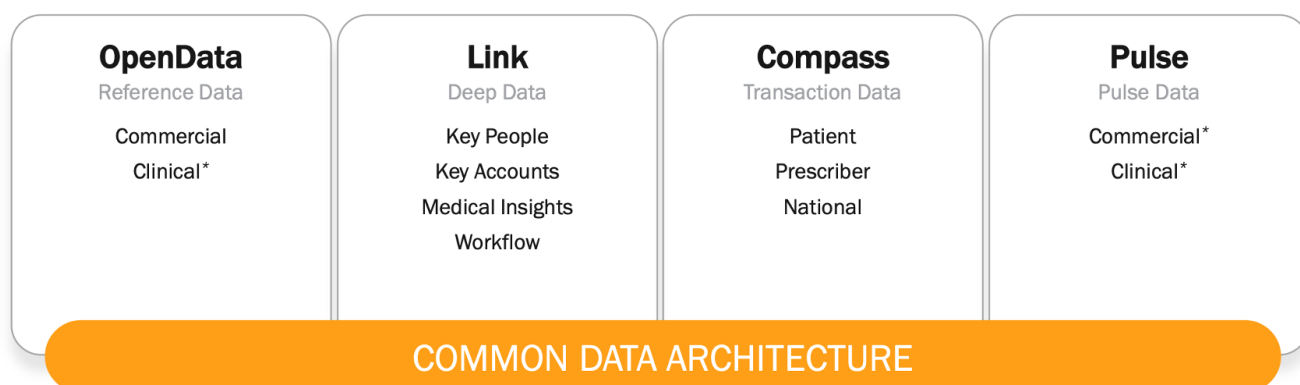 OpenData
Reference Data
Commercial
Clinical*
Link
Deep Data
Key People
Key Accounts
Medical Insights
Workflow
Compass
Transaction Data
Patient
Prescriber
National
Pulse
Pulse Data
Commercial*
Clinical*
COMMON DATA ARCHITECTURE